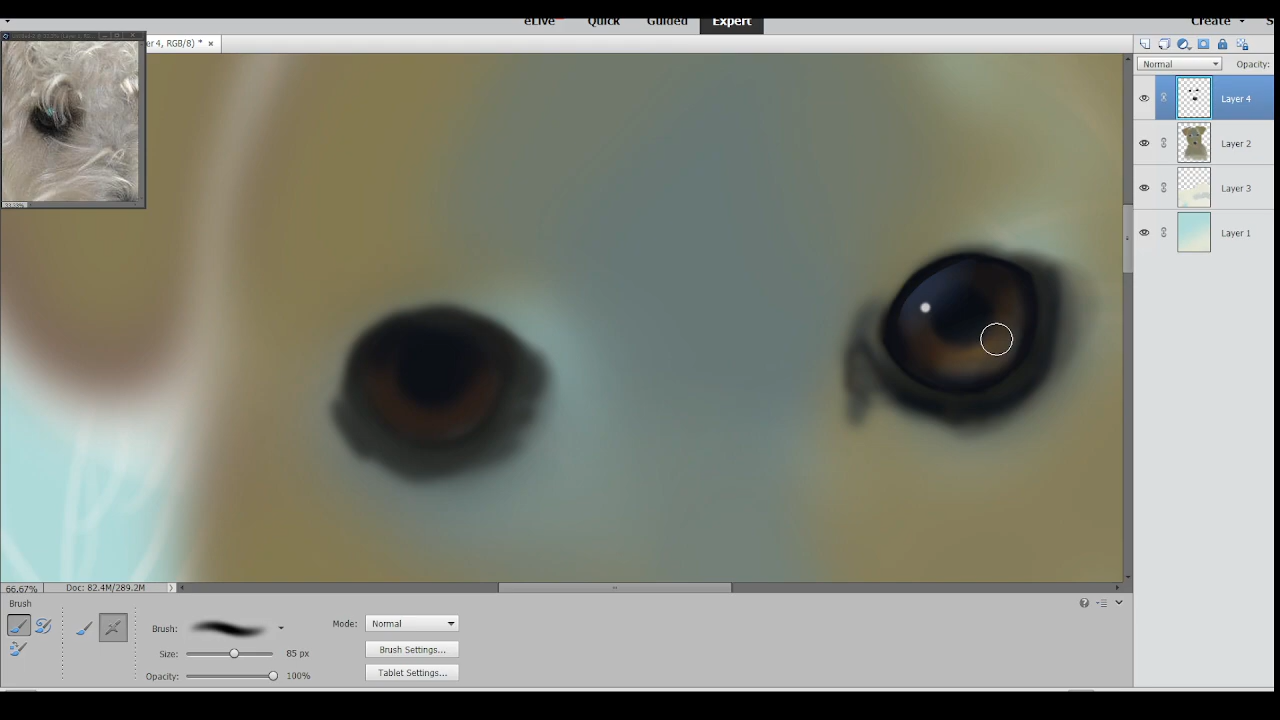 eLive Quick Guided Expert Create
er 4, RGB/8) * ×
Normal Opacity:
Layer 4
Layer 2
Layer 3
Layer 1
33.33%
66.67% Doc: 82.4M/289.2M
Brush
Brush: Mode: Normal
Size: 85 px Brush Settings...
Opacity: 100% Tablet Settings...